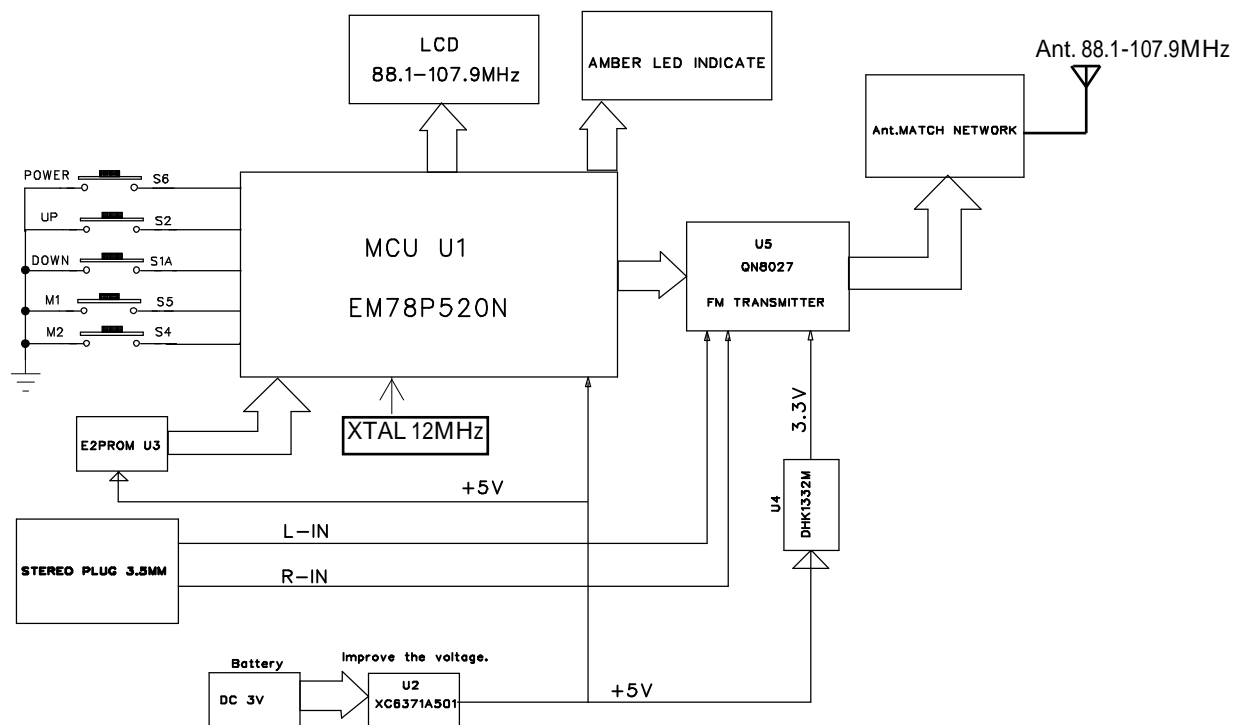 LCD
88.1-107.9MHz
AMBER LED INDICATE
Ant. 88.1-107.9MHz
Ant.MATCH NETWORK
POWER
S6
UP
S2
DOWN
S1A
M1
S5
M2
S4
MCU U1
EM78P520N
U5
QN8027
FM TRANSMITTER
E2PROM U3
XTAL 12MHz
3.3V
+5V
U4
DHK1332M
STEREO PLUG 3.5MM
L-IN
R-IN
Battery
DC 3V
Improve the voltage.
U2
XC6371A501
+5V